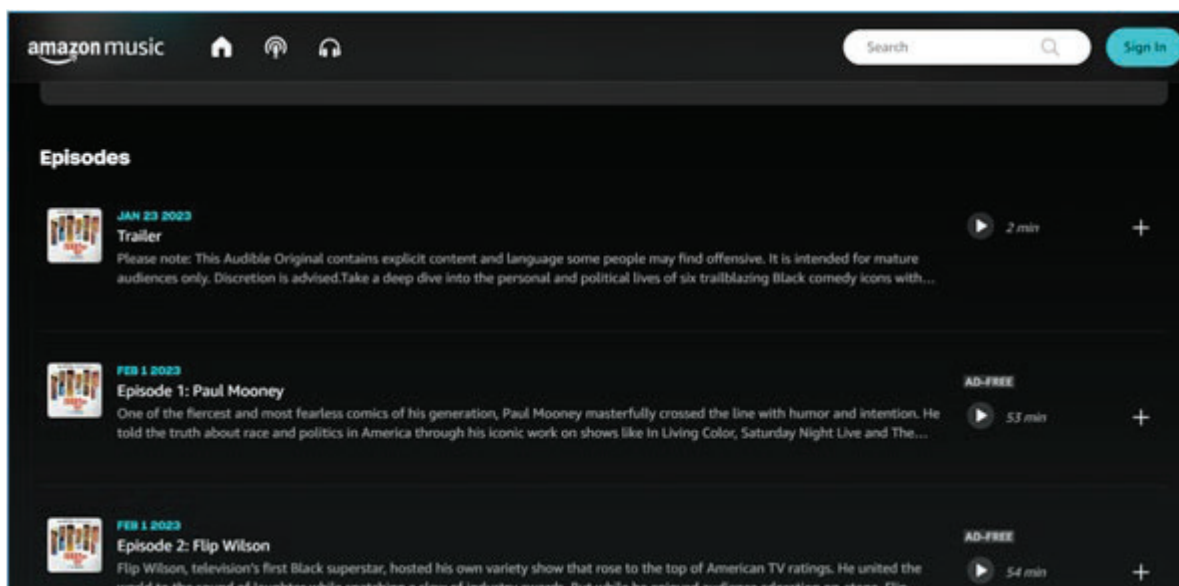 amazon music
Search
Sign In
Episodes
JAN 23 2023
Trailer
2 min
Please note: This Audible Original contains explicit content and language some people may find offensive. It is intended for mature
audiences only. Discretion is advised.Take a deep dive into the personal and political lives of six trailblazing Black comedy icons with...
FEB 1 2023
AD-FREE
Episode 1: Paul Mooney
One of the fiercest and most fearless comics of his generation, Paul Mooney masterfully crossed the line with humor and intention. He
53 min
told the truth about race and politics in America through his iconic work on shows like In Living Color, Saturday Night Live and The...
FEB 1 2023
AD-FREE
Episode 2: Flip Wilson
Flip Wilson, television's first Black superstar, hosted his own variety show that rose to the top of American TV ratings. He united the
54 min